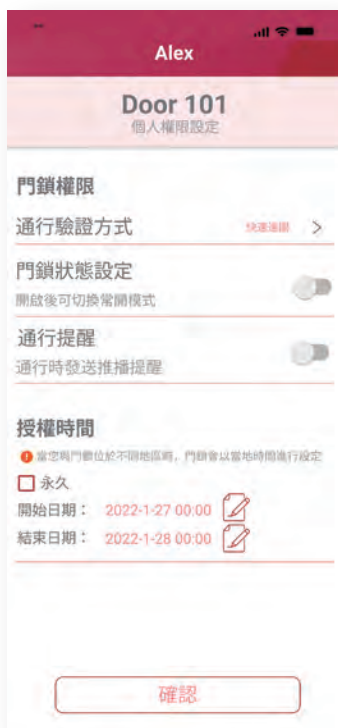 Alex
Door 101
個人權限設定
門鎖權限
通行驗證方式 快速通關 >
門鎖狀態設定
開啟後可切換常開模式
通行提醒
通行時發送推播提醒
授權時間
當您與門鎖位於不同地區時，門鎖會以當地時間進行設定
永久
開始日期： 2022-1-27 00:00
結束日期： 2022-1-28 00:00
確認